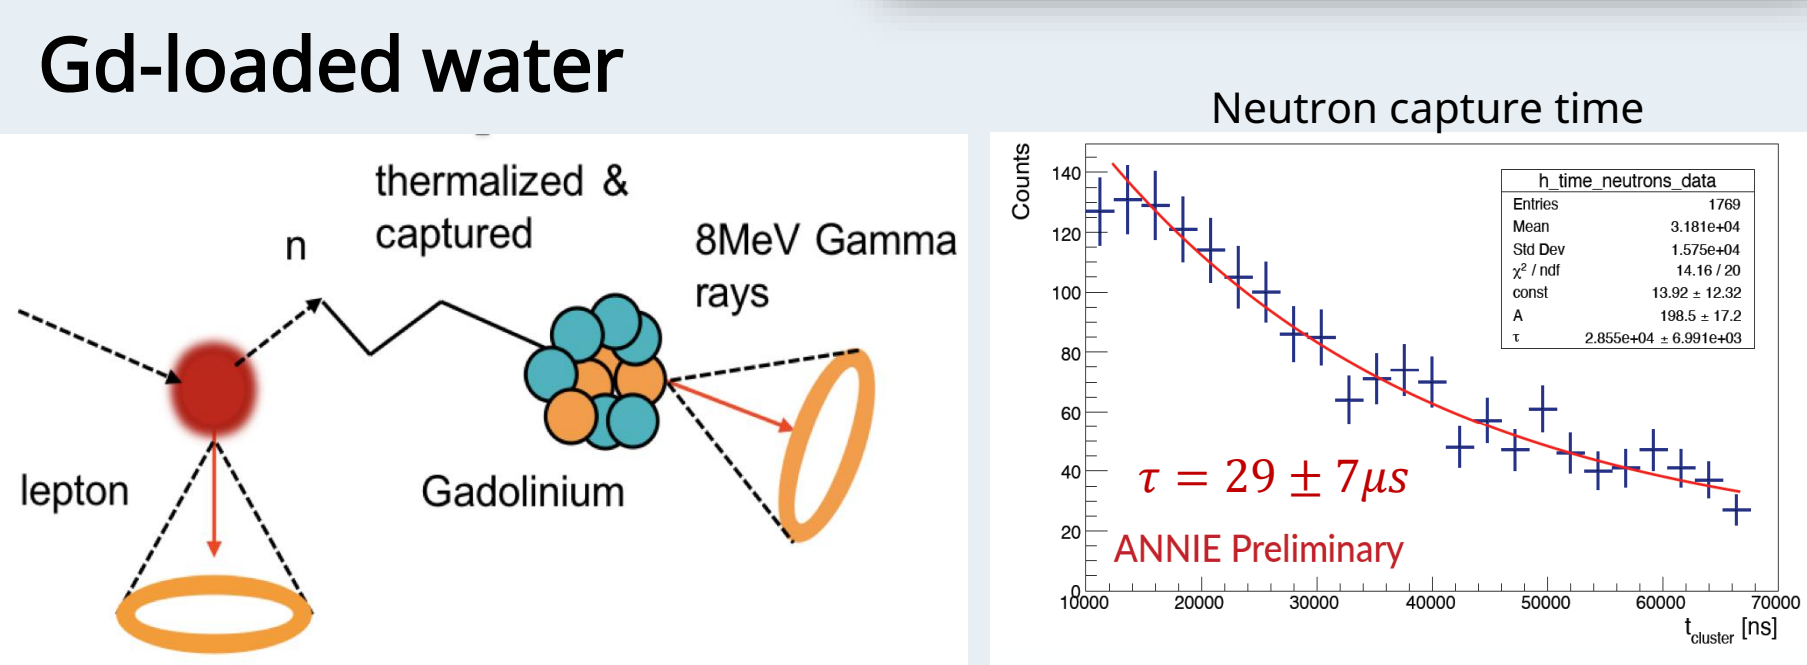 Gd-loaded water
thermalized &
captured
n
8MeV Gamma
rays
lepton
Gadolinium
Neutron capture time
Counts
140
120
100
80
60
40
20
0
10000 20000 30000 40000 50000 60000 70000
t_cluster [ns]
h_time_neutrons_data
Entries 1769
Mean 3.181e+04
Std Dev 1.575e+04
χ² / ndf 14.16 / 20
const 13.92 ± 12.32
A 198.5 ± 17.2
τ 2.855e+04 ± 6.991e+03
τ = 29 ± 7μs
ANNIE Preliminary